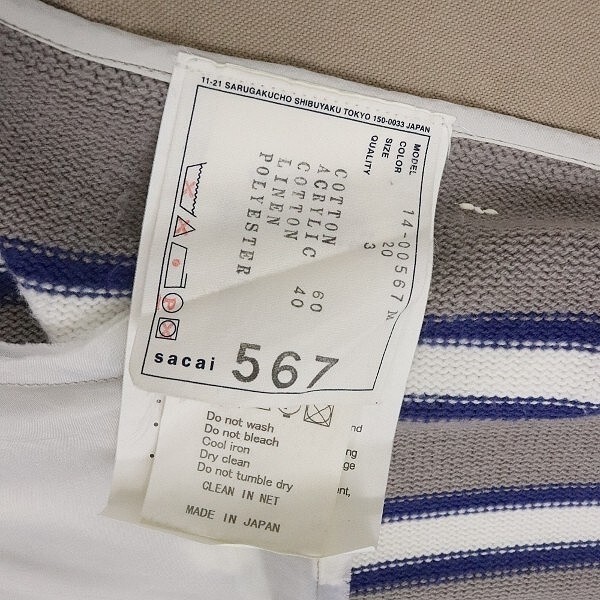 11-21 SARUGAKUCHO SHIBUYAKU TOKYO 150-0033 JAPAN
MODEL 14-00567M
COLOR 20
SIZE 3
QUALITY
COTTON 60
ACRYLIC 40
COTTON
LINEN
POLYESTER
sacai 567
Do not wash
Do not bleach
Cool iron
Dry clean
Do not tumble dry
CLEAN IN NET
MADE IN JAPAN